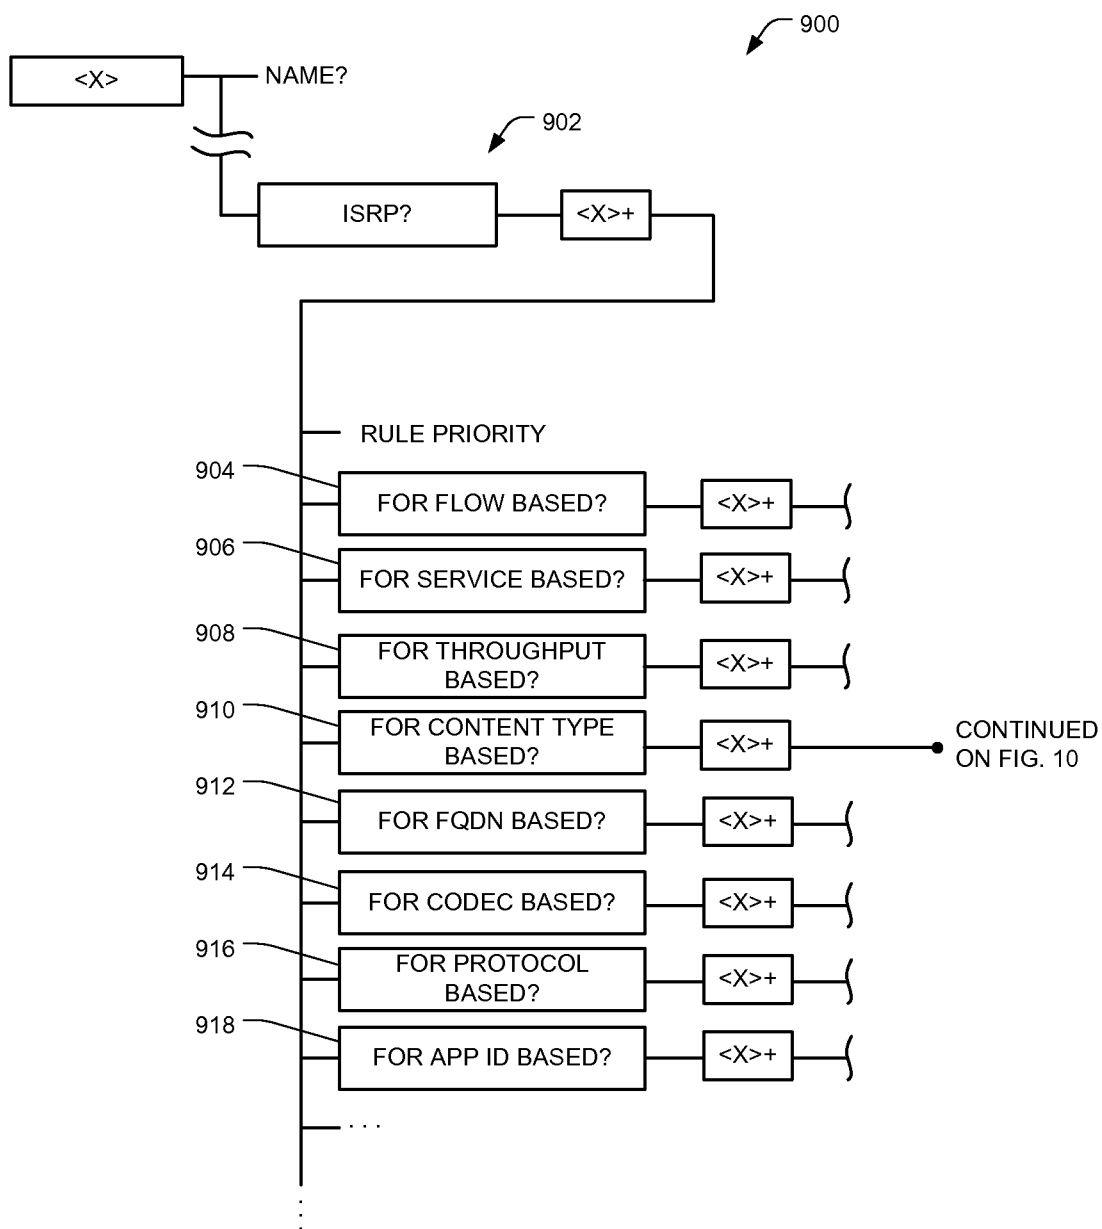 900
<X>
NAME?
902
ISRP?
<X>+
RULE PRIORITY
904
FOR FLOW BASED?
<X>+
906
FOR SERVICE BASED?
<X>+
908
FOR THROUGHPUT
BASED?
<X>+
910
FOR CONTENT TYPE
BASED?
<X>+
CONTINUED
ON FIG. 10
912
FOR FQDN BASED?
<X>+
914
FOR CODEC BASED?
<X>+
916
FOR PROTOCOL
BASED?
<X>+
918
FOR APP ID BASED?
<X>+
. . .